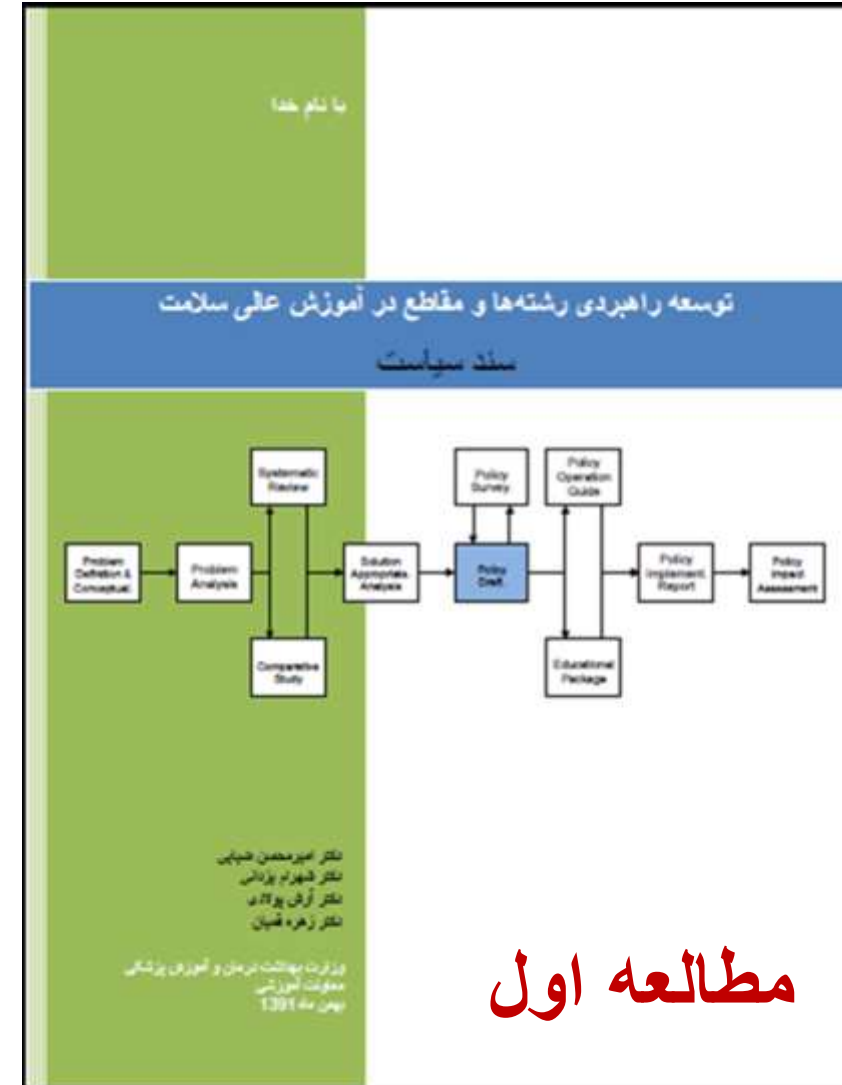 با نام خدا
توسعه راهبردی رشته‌ها و مقاطع در آموزش عالی سلامت
سند سیاست
Systematic
Review
Policy
Survey
Policy
Operation
Guide
Problem
Definition &
Conceptual
Problem
Analysis
Solution
Appropriate
Analysis
Policy
Draft
Policy
Implement
Report
Policy
Impact
Assessment
Comparative
Study
Educational
Package
دکتر امیرمحسن ضیایی
دکتر شهرام یزدانی
دکتر آرش پولادی
دکتر زهره قمیان
وزارت بهداشت درمان و آموزش پزشکی
معاونت آموزشی
بهمن ماه 1391
مطالعه اول